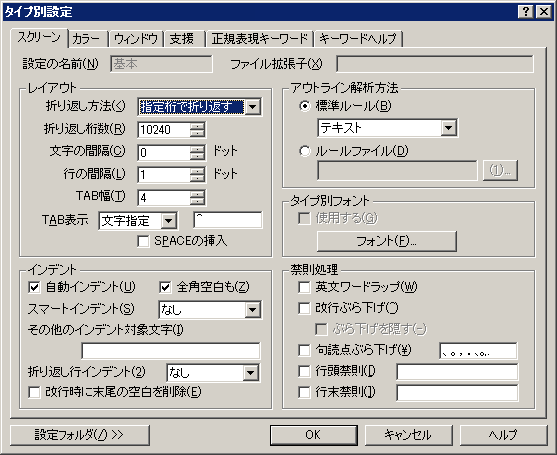 タイプ別設定
スクリーン カラー ウィンドウ 支援 正規表現キーワード キーワードヘルプ
設定の名前(N) 基本 ファイル拡張子(X)
レイアウト
折り返し方法(<) 指定桁で折り返す
折り返し桁数(R) 10240
文字の間隔(C) 0 ドット
行の間隔(L) 1 ドット
TAB幅(T) 4
TAB表示 文字指定 ^
SPACEの挿入
アウトライン解析方法
標準ルール(B)
テキスト
ルールファイル(D)
(1)...
タイプ別フォント
使用する(G)
フォント(F)...
インデント
自動インデント(U) 全角空白も(Z)
スマートインデント(S) なし
その他のインデント対象文字(I)
折り返し行インデント(2) なし
改行時に末尾の空白を削除(E)
禁則処理
英文ワードラップ(W)
改行ぶら下げ(^)
ぶら下げを隠す(-)
句読点ぶら下げ(¥) 、。，．､｡,.
行頭禁則([)
行末禁則(])
設定フォルダ(/) >> OK キャンセル ヘルプ